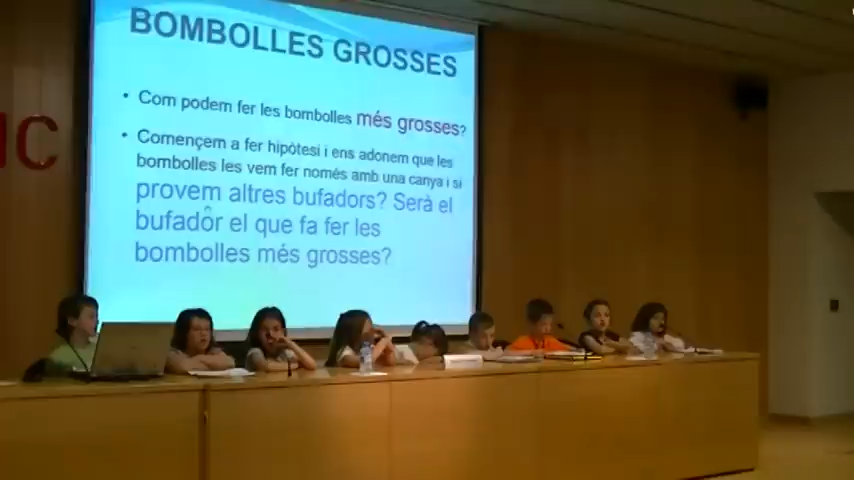 BOMBOLLES GROSSES
• Com podem fer les bombolles més grosses?
• Començem a fer hipòtesi i ens adonem que les
bombolles les vem fer només amb una canya i si
provem altres bufadors? Serà el
bufador el que fa fer les
bombolles més grosses?
IC